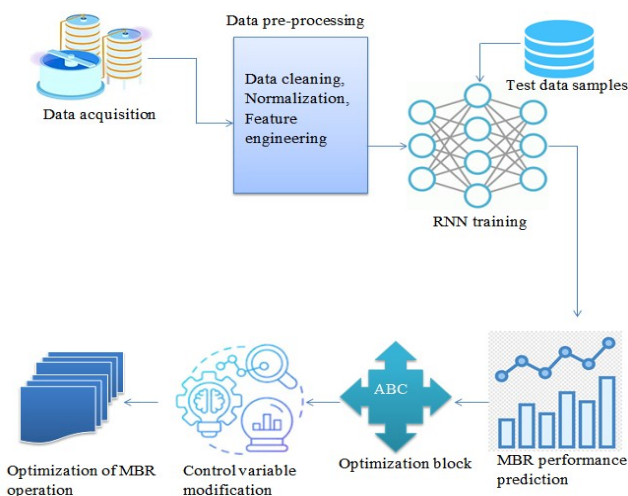 Data pre-processing
Data acquisition
Data cleaning,
Normalization,
Feature
engineering
Test data samples
RNN training
ABC
Optimization of MBR
operation
Control variable
modification
Optimization block
MBR performance
prediction